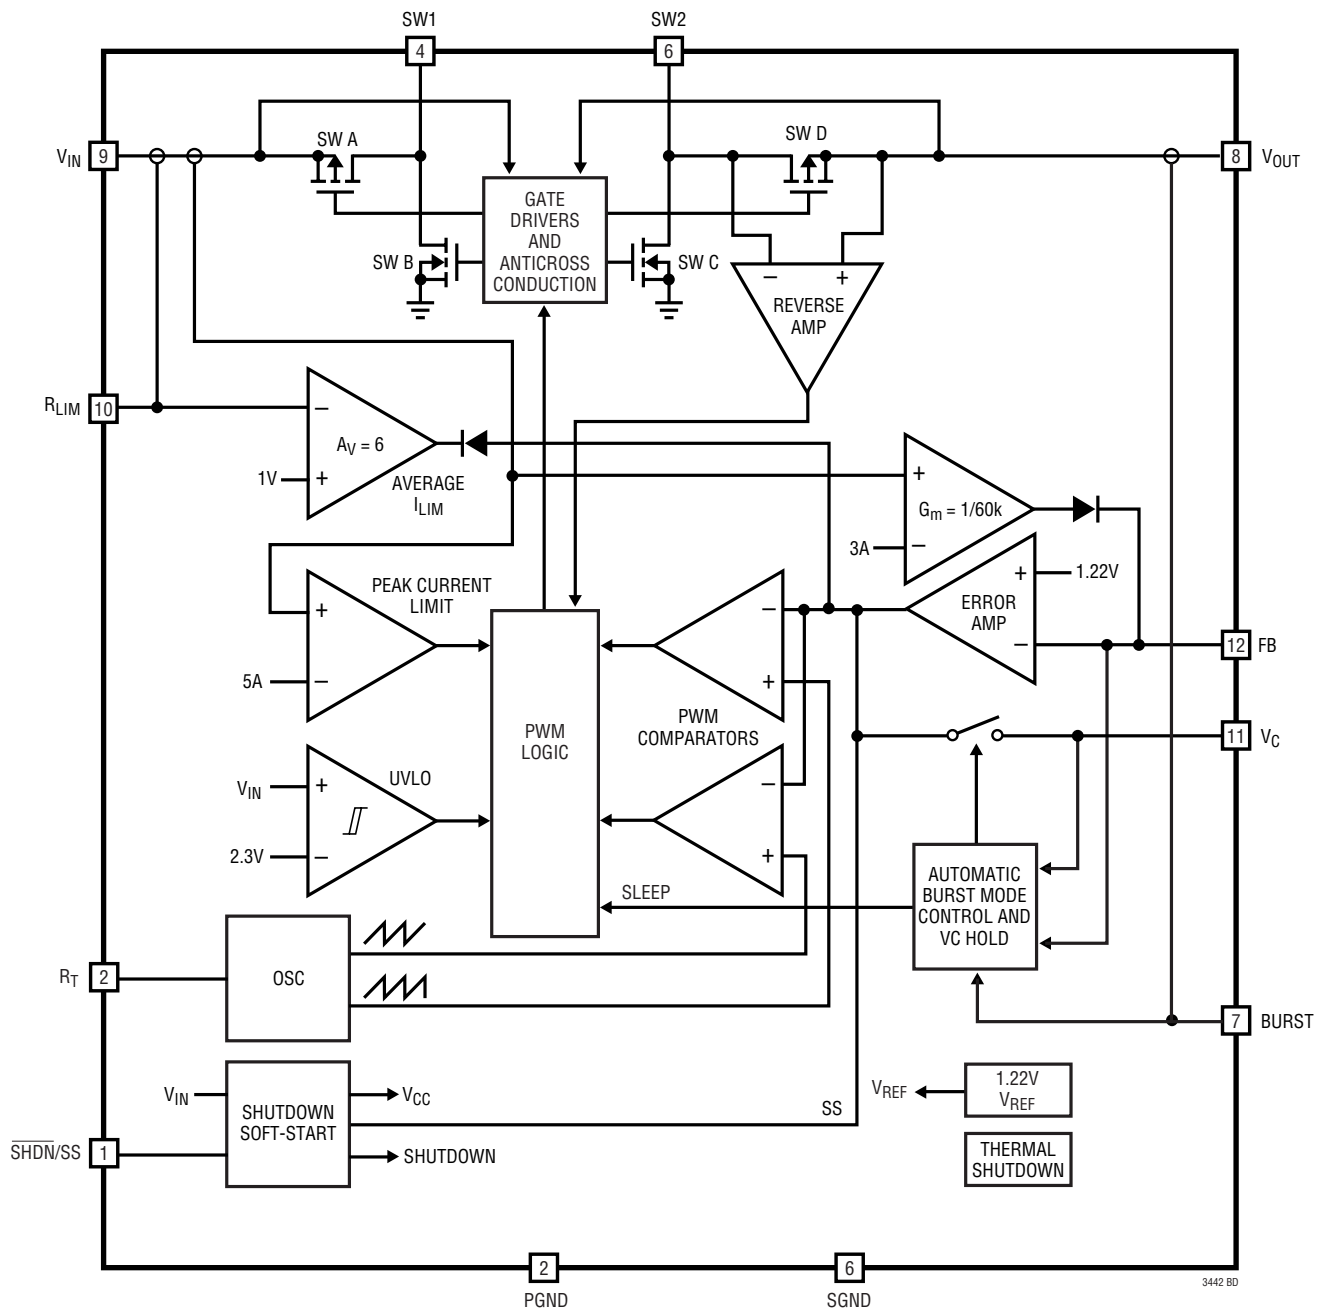 SW1
SW2
4
6
VIN
9
SW A
SW D
8
VOUT
GATE
DRIVERS
AND
ANTICROSS
CONDUCTION
SW B
SW C
–
+
REVERSE
AMP
RLIM
10
–
AV = 6
1V
+
AVERAGE
ILIM
+
Gm = 1/60k
3A
–
+
1.22V
ERROR
AMP
–
12
FB
PEAK CURRENT
LIMIT
+
5A
–
–
+
PWM
LOGIC
PWM
COMPARATORS
11
VC
UVLO
VIN
+
2.3V
–
–
+
AUTOMATIC
BURST MODE
CONTROL AND
VC HOLD
SLEEP
RT
2
OSC
7
BURST
VIN
SHUTDOWN
SOFT-START
VCC
SS
SHUTDOWN
SHDN/SS
1
VREF
1.22V
VREF
THERMAL
SHUTDOWN
2
6
PGND
SGND
3442 BD